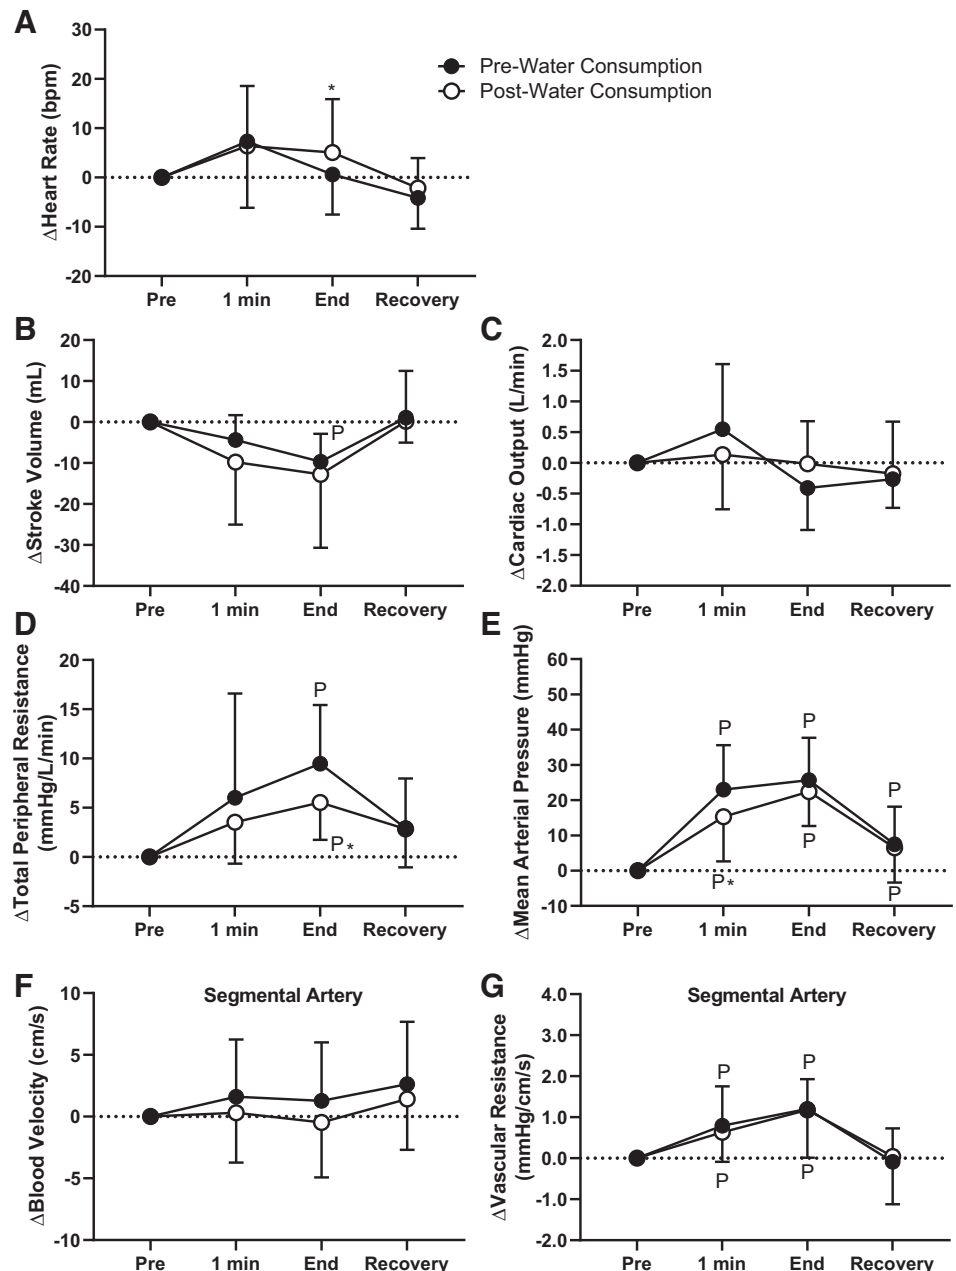 A
ΔHeart Rate (bpm)
30
20
10
0
-10
-20
*
Pre-Water Consumption
Post-Water Consumption
Pre 1 min End Recovery
B
ΔStroke Volume (mL)
20
10
0
-10
-20
-30
-40
P
Pre 1 min End Recovery
C
ΔCardiac Output (L/min)
2.0
1.5
1.0
0.5
0.0
-0.5
-1.0
-1.5
-2.0
Pre 1 min End Recovery
D
ΔTotal Peripheral Resistance
(mmHg/L/min)
20
15
10
5
0
-5
P
P*
Pre 1 min End Recovery
E
ΔMean Arterial Pressure (mmHg)
60
50
40
30
20
10
0
-10
P P P
P* P P
Pre 1 min End Recovery
F
Segmental Artery
ΔBlood Velocity (cm/s)
10
5
0
-5
-10
Pre 1 min End Recovery
G
Segmental Artery
ΔVascular Resistance
(mmHg/cm/s)
4.0
3.0
2.0
1.0
0.0
-1.0
-2.0
P P
P P
Pre 1 min End Recovery